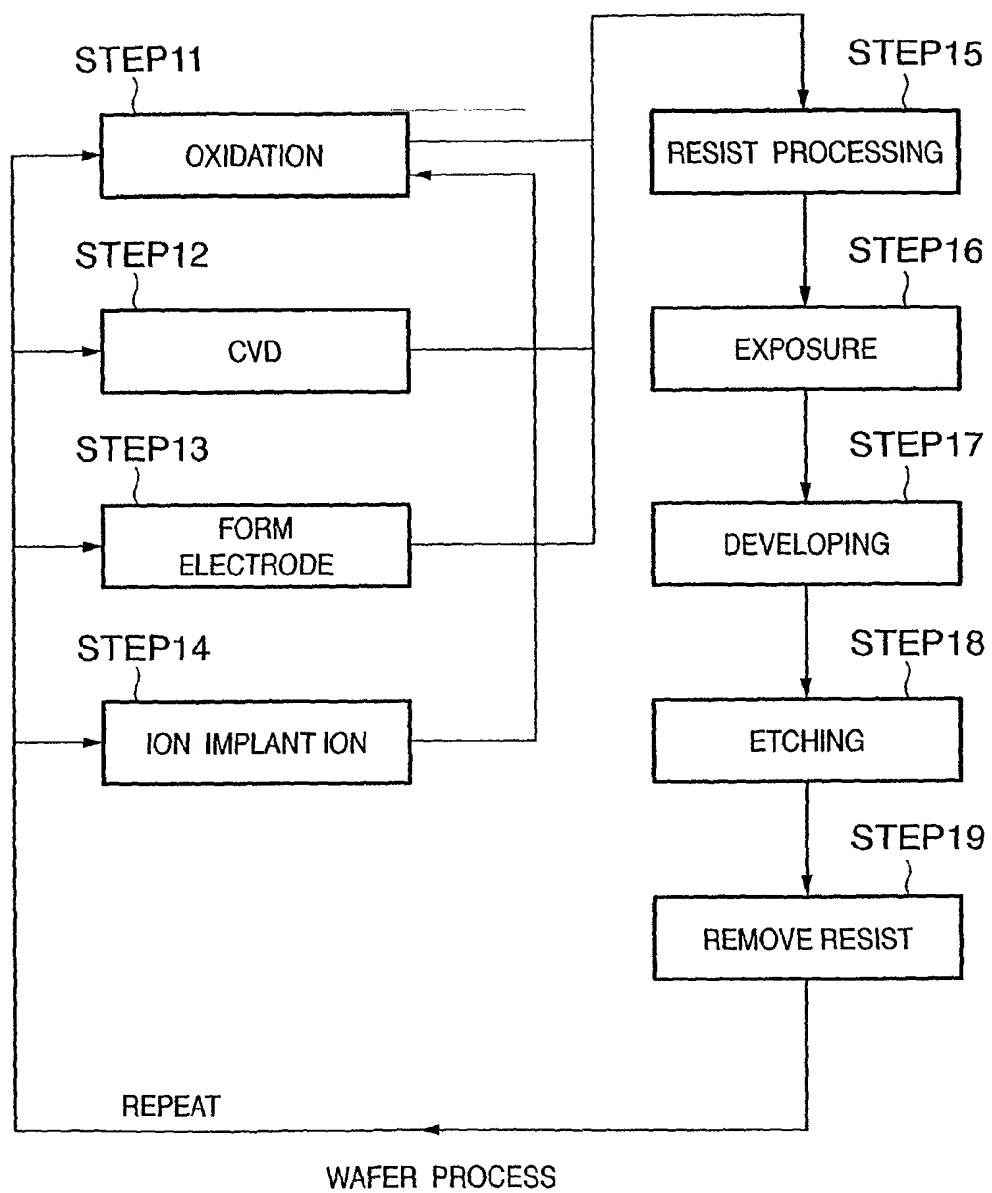 STEP11
OXIDATION
STEP12
CVD
STEP13
FORM
ELECTRODE
STEP14
ION IMPLANT ION
STEP15
RESIST PROCESSING
STEP16
EXPOSURE
STEP17
DEVELOPING
STEP18
ETCHING
STEP19
REMOVE RESIST
REPEAT
WAFER PROCESS